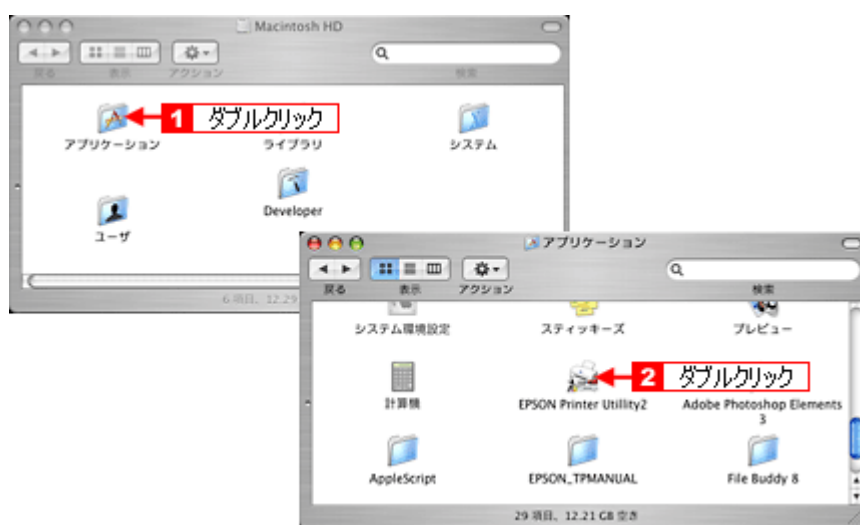 Macintosh HD
戻る 表示 アクション 検索
1 ダブルクリック
アプリケーション ライブラリ システム
ユーザ Developer
6 項目、12.29
アプリケーション
戻る 表示 アクション 検索
システム環境設定 スティッキーズ プレビュー
2 ダブルクリック
計算機 EPSON Printer Utillity2 Adobe Photoshop Elements
3
AppleScript EPSON_TPMANUAL File Buddy 8
29 項目、12.21 GB 空き